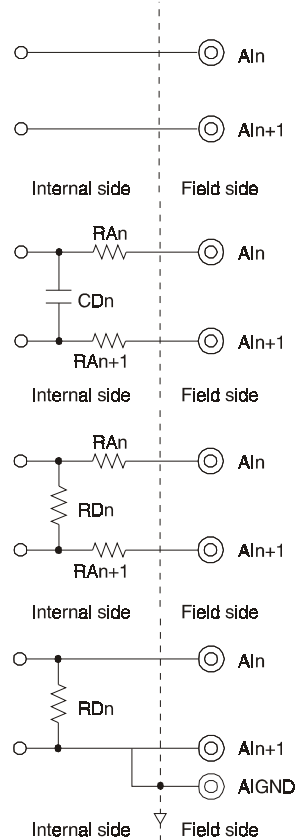 AIn
AIn+1
Internal side Field side
RAn
AIn
CDn
AIn+1
RAn+1
Internal side Field side
RAn
AIn
RDn
AIn+1
RAn+1
Internal side Field side
AIn
RDn
AIn+1
AIGND
Internal side Field side